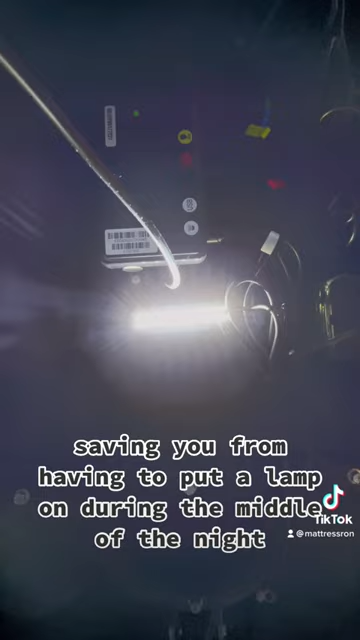 saving you from
having to put a lamp
on during the middle
of the night
TikTok
@mattressron